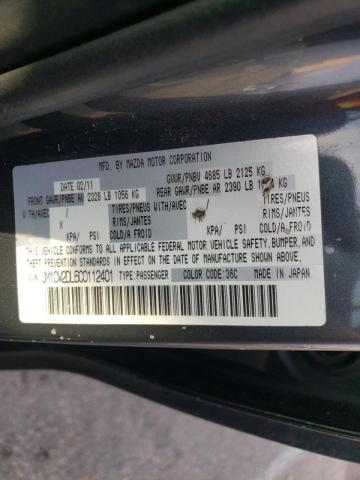 MFD. BY MAZDA MOTOR CORPORATION
02/11 GVWR/PNBV 4685 LB 2125 KG
FRONT GAWR/PNBE AV 2328 LB 1056 KG REAR GAWR/PNBE AR 2390 LB KG
WITH/AVEC / TIRES/PNEUS WITH/AVEC TIRES/PNEUS
RIMS/JANTES RIMS/JANTES
KPA/ PSI COLD/A FROID KPA/ PSI COLD/A FROID
THIS VEHICLE CONFORMS TO ALL APPLICABLE FEDERAL MOTOR VEHICLE SAFETY,BUMPER,AND
THEFT PREVENTION STANDARDS IN EFFECT ON THE DATE OF MANUFACTURE SHOWN ABOVE.
TYPE:PASSENGER COLOR CODE:36C MADE IN JAPAN